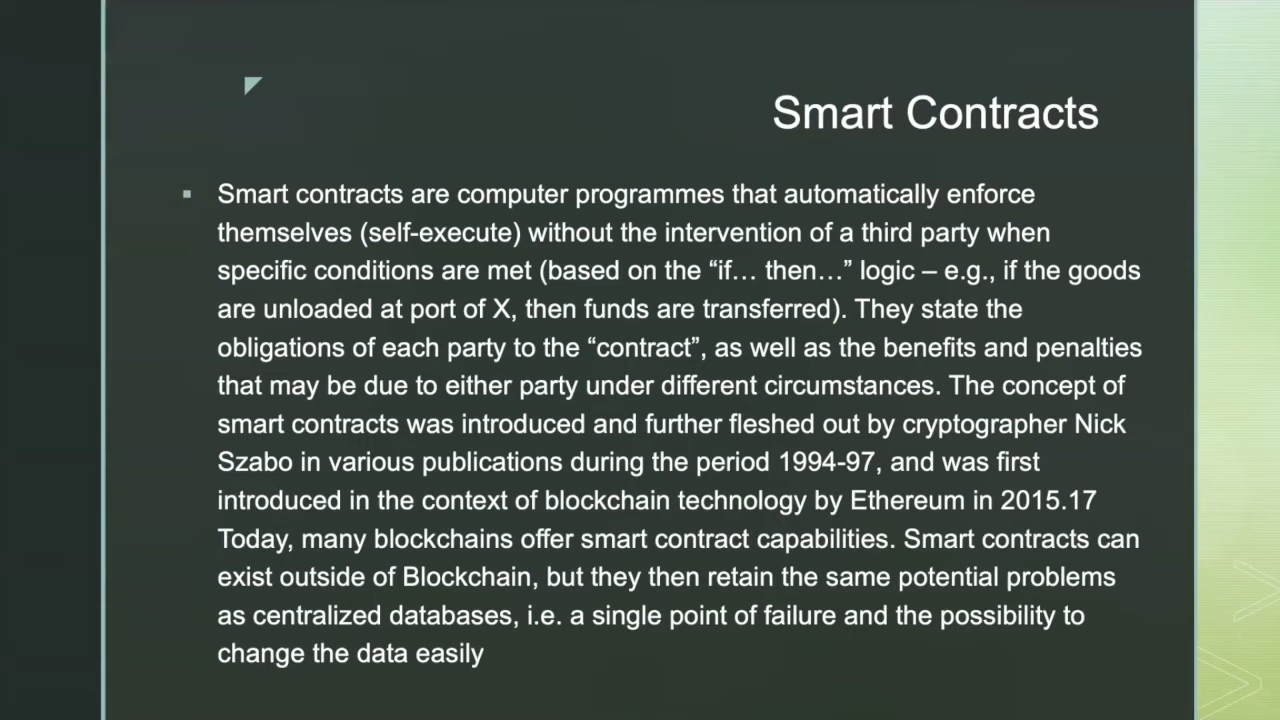 Smart Contracts
▪ Smart contracts are computer programmes that automatically enforce
themselves (self-execute) without the intervention of a third party when
specific conditions are met (based on the “if… then…” logic – e.g., if the goods
are unloaded at port of X, then funds are transferred). They state the
obligations of each party to the “contract”, as well as the benefits and penalties
that may be due to either party under different circumstances. The concept of
smart contracts was introduced and further fleshed out by cryptographer Nick
Szabo in various publications during the period 1994-97, and was first
introduced in the context of blockchain technology by Ethereum in 2015.17
Today, many blockchains offer smart contract capabilities. Smart contracts can
exist outside of Blockchain, but they then retain the same potential problems
as centralized databases, i.e. a single point of failure and the possibility to
change the data easily